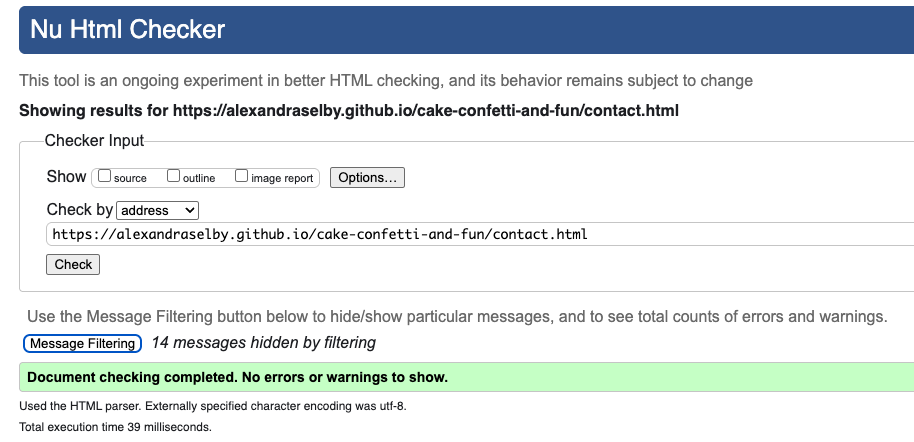 Nu Html Checker
This tool is an ongoing experiment in better HTML checking, and its behavior remains subject to change
Showing results for https://alexandraselby.github.io/cake-confetti-and-fun/contact.html
Checker Input
Show source outline image report Options...
Check by address
https://alexandraselby.github.io/cake-confetti-and-fun/contact.html
Check
Use the Message Filtering button below to hide/show particular messages, and to see total counts of errors and warnings.
Message Filtering 14 messages hidden by filtering
Document checking completed. No errors or warnings to show.
Used the HTML parser. Externally specified character encoding was utf-8.
Total execution time 39 milliseconds.